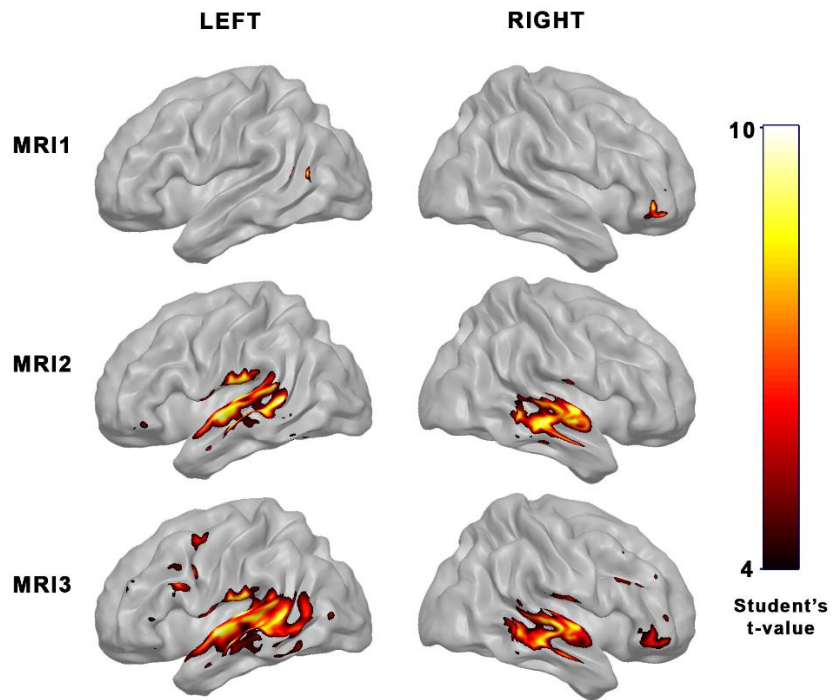 LEFT
RIGHT
MRI1
10
MRI2
MRI3
4
Student's
t-value